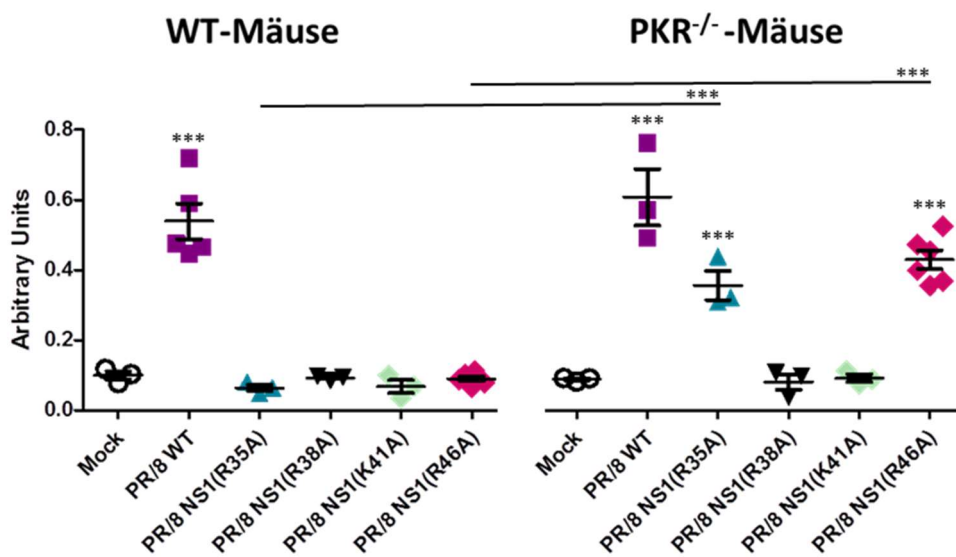 WT-Mäuse
PKR-/--Mäuse
***
***
***
***
***
***
Arbitrary Units
0.8
0.6
0.4
0.2
0.0
Mock
PR/8 WT
PR/8 NS1(R35A)
PR/8 NS1(R38A)
PR/8 NS1(K41A)
PR/8 NS1(R46A)
Mock
PR/8 WT
PR/8 NS1(R35A)
PR/8 NS1(R38A)
PR/8 NS1(K41A)
PR/8 NS1(R46A)